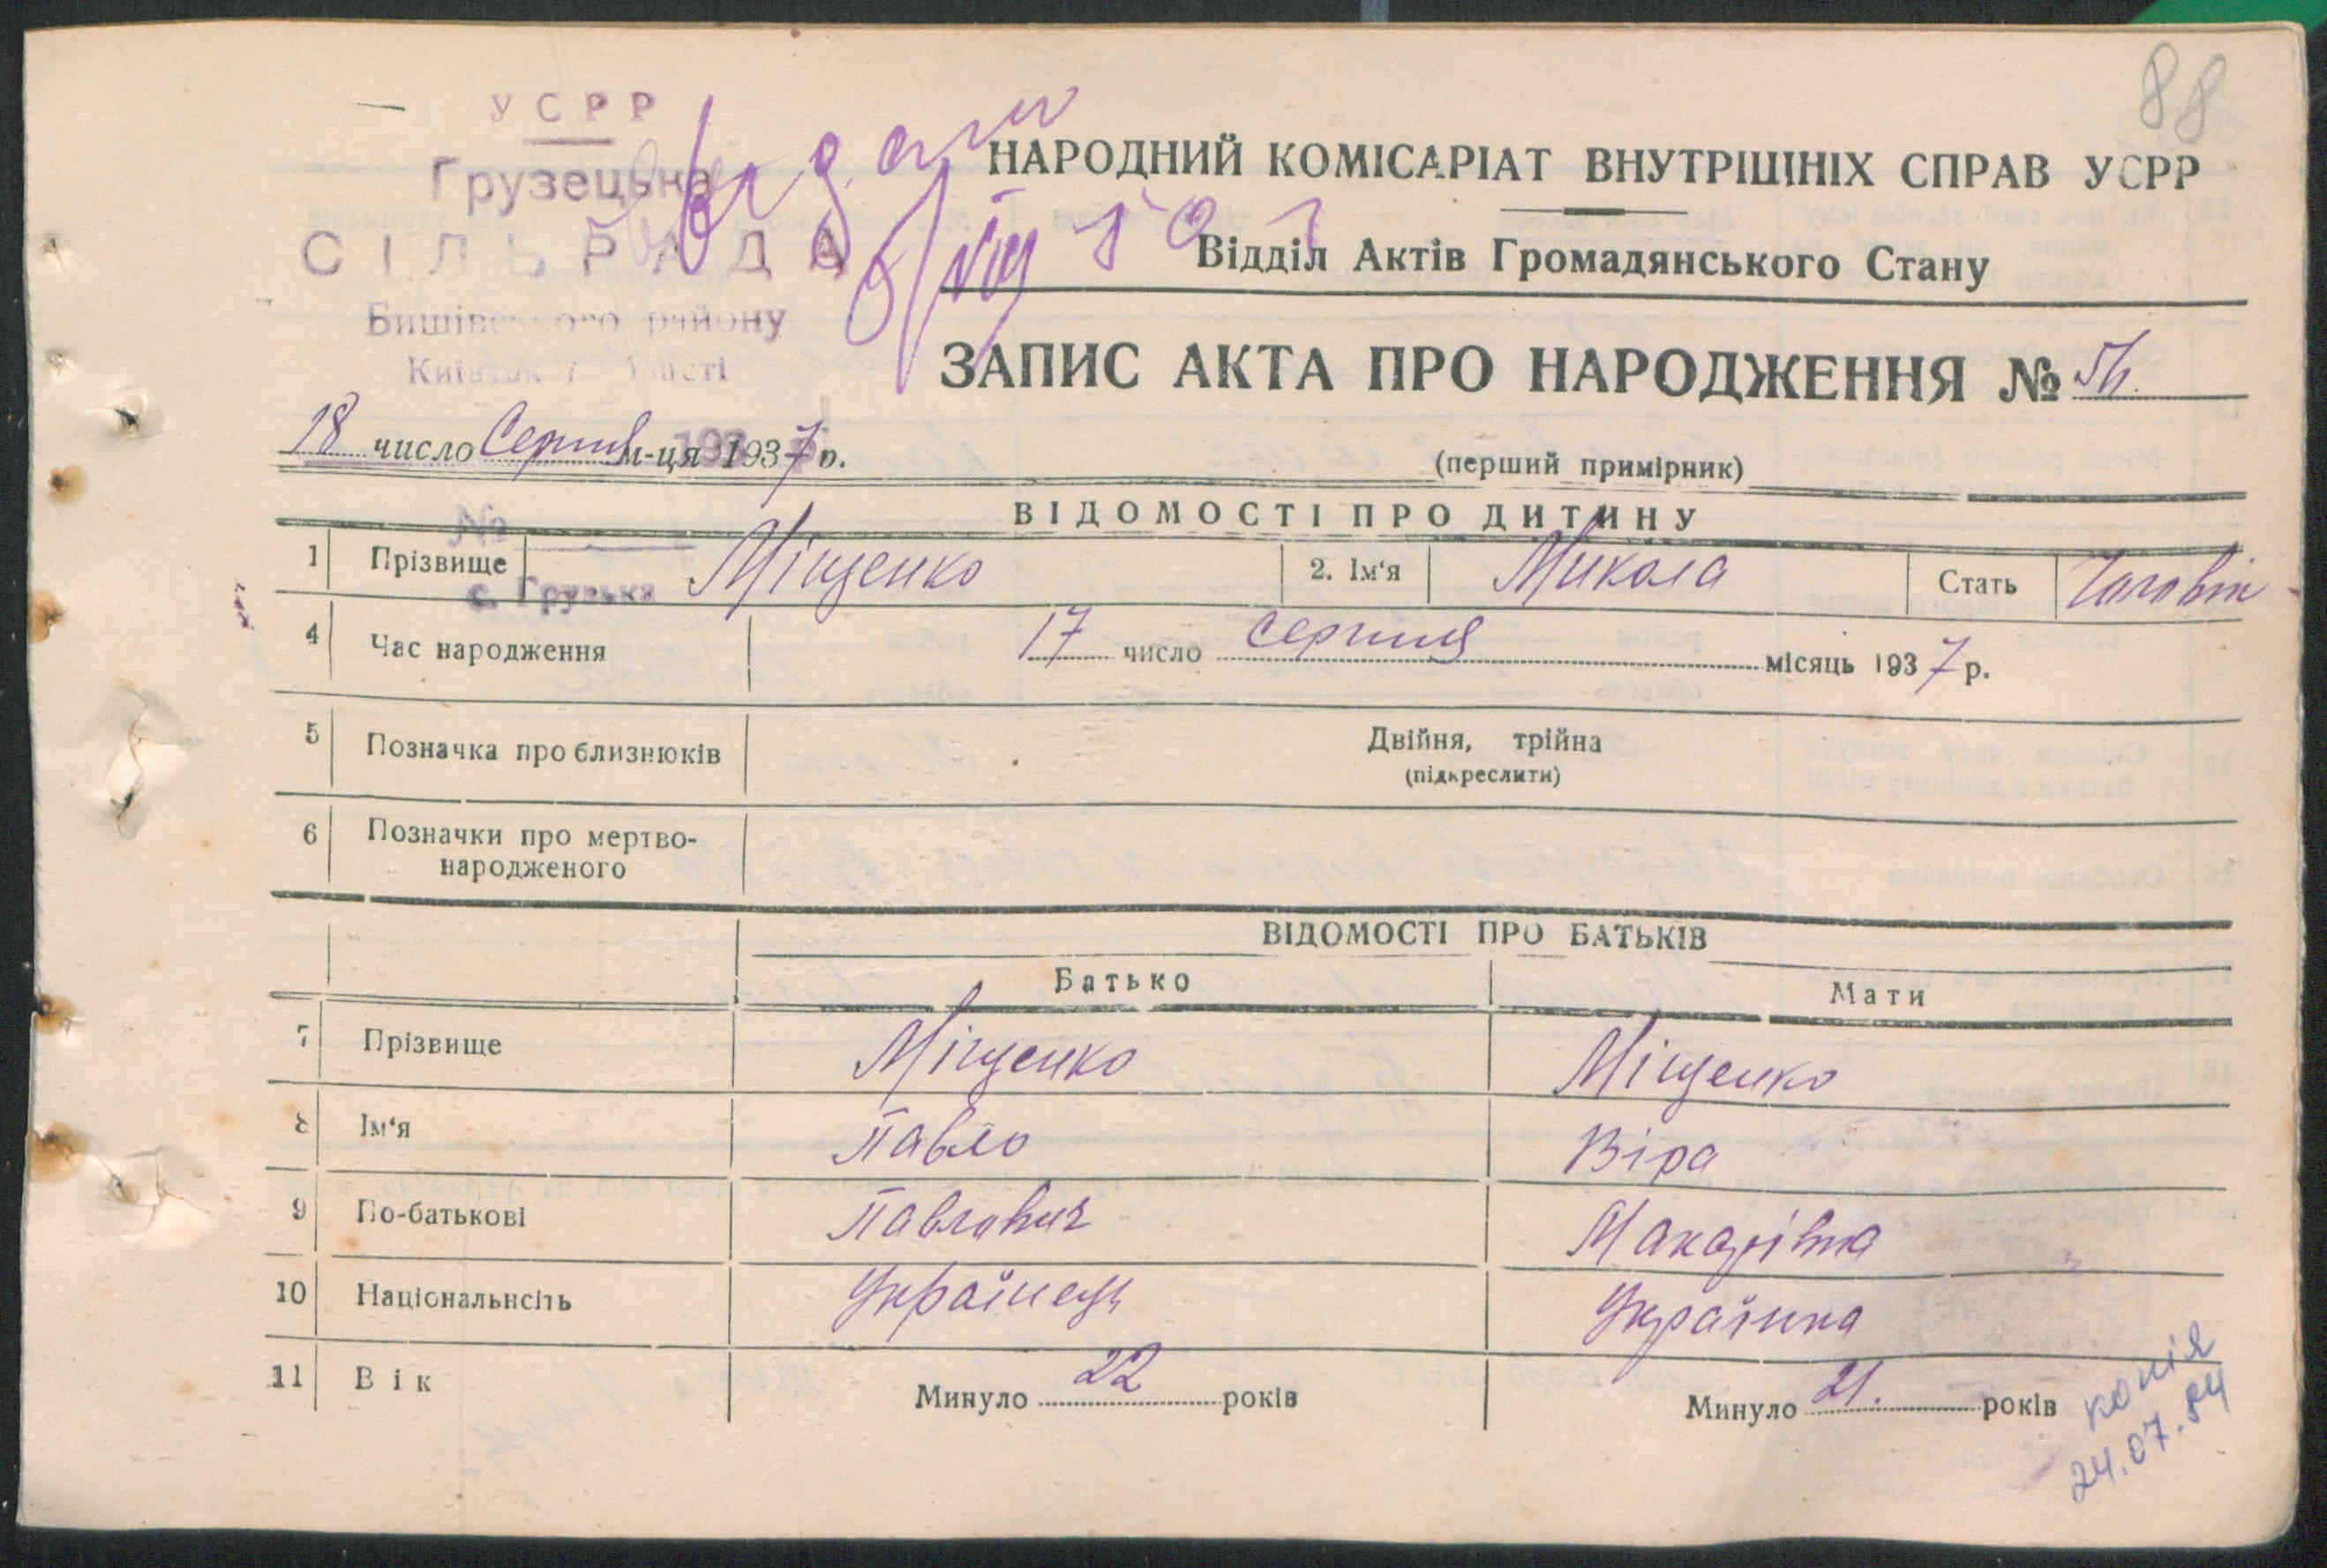 88
УСРР
Грузецька
СІЛЬРАДА
Бишівського району
НАРОДНИЙ КОМІСАРІАТ ВНУТРІШНІХ СПРАВ УСРР
Відділ Актів Громадянського Стану
ЗАПИС АКТА ПРО НАРОДЖЕННЯ №
18 число Серпня м-ця 1937 р.
(перший примірник)
№
с. Грузька
ВІДОМОСТІ ПРО ДИТИНУ
1 Прізвище Міщенко 2. Ім'я Микола Стать Чоловік
4 Час народження 17 число серпня місяць 1937 р.
5 Позначка про близнюків Двійня, трійна
(підкреслити)
6 Позначки про мертво-
народженого
ВІДОМОСТІ ПРО БАТЬКІВ
Батько Мати
7 Прізвище Міщенко Міщенко
8 Ім'я Павло Віра
9 По-батькові Павлович Макарівна
10 Національність Українець Українка
11 Вік Минуло 22 років Минуло 21. років
копія
24.07.54